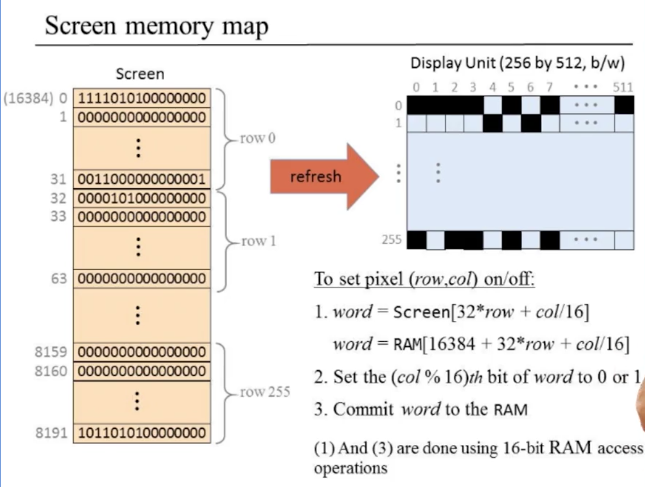 Screen memory map
Screen
(16384) 0 1111010100000000
1 0000000000000000
⋮
31 0011000000000001
32 0000101000000000
33 0000000000000000
⋮
63 0000000000000000
⋮
8159 0000000000000000
8160 0000000000000000
⋮
8191 1011010100000000
row 0
row 1
row 255
refresh
Display Unit (256 by 512, b/w)
0 1 2 3 4 5 6 7 ... 511
0 ...
1 ...
⋮ ⋮
255 ...
To set pixel (row,col) on/off:
1. word = Screen[32*row + col/16]
word = RAM[16384 + 32*row + col/16]
2. Set the (col % 16)th bit of word to 0 or 1
3. Commit word to the RAM
(1) And (3) are done using 16-bit RAM access
operations